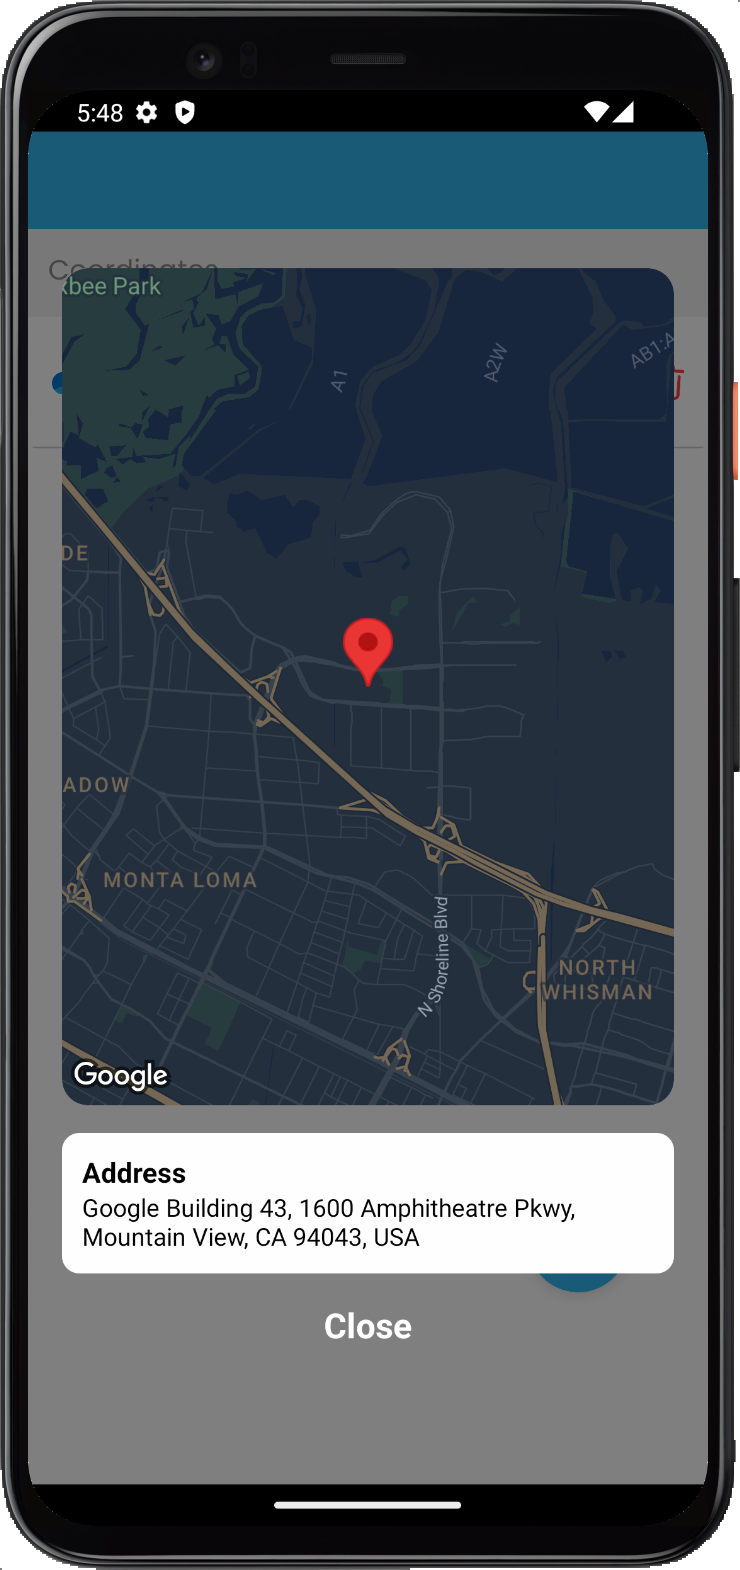 5:48
Coordinates
xbee Park
A1
A2W
AB1:A
DE
ADOW
MONTA LOMA
N Shoreline Blvd
NORTH
WHISMAN
Google
Address
Google Building 43, 1600 Amphitheatre Pkwy,
Mountain View, CA 94043, USA
Close